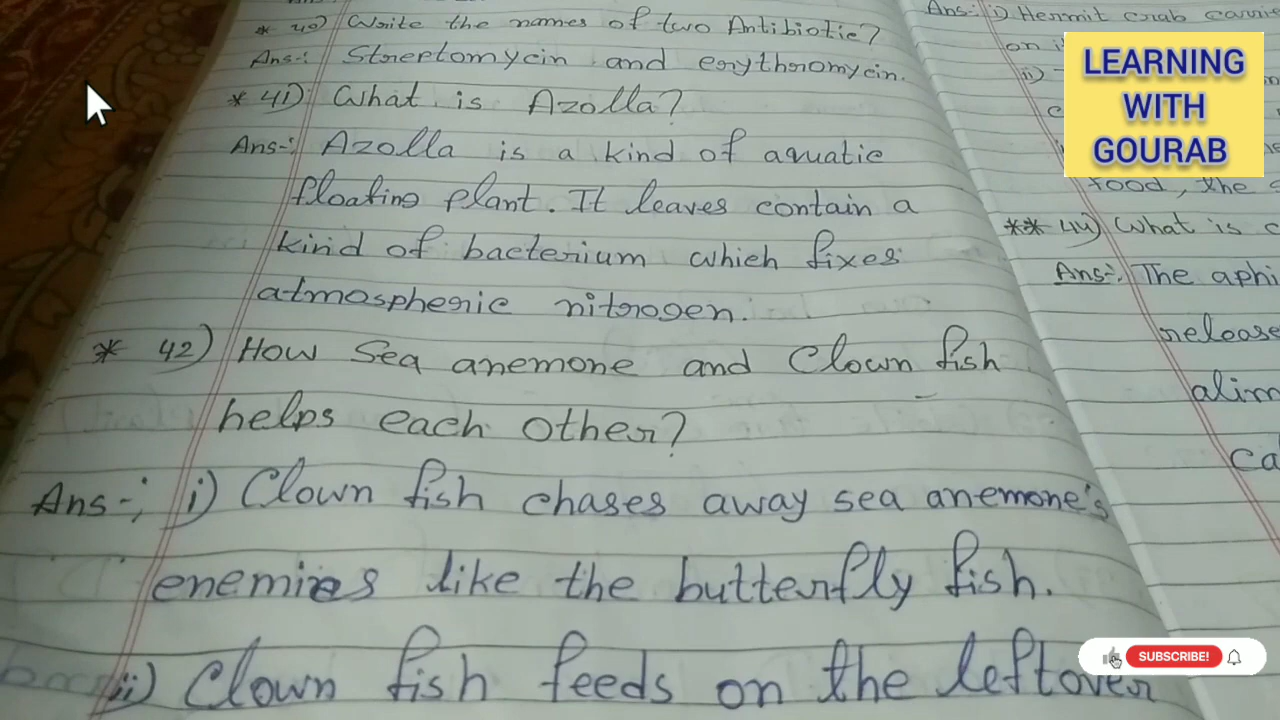 * 40) Write the names of two Antibiotic?
Ans-: Streptomycin and erythromycin.
* 41) What is Azolla?
Ans-: Azolla is a kind of aquatic
floating plant. It leaves contain a
kind of bacterium which fixes
atmospheric nitrogen.
* 42) How Sea anemone and Clown fish
helps each other?
Ans-: i) Clown fish chases away sea anemone's
enemies like the butterfly fish.
ii) Clown fish feeds on the leftover
Ans: i) Hermit crab
on
ii)
food, the
** 44) What is
Ans-: The
release
LEARNING
WITH
GOURAB
SUBSCRIBE!